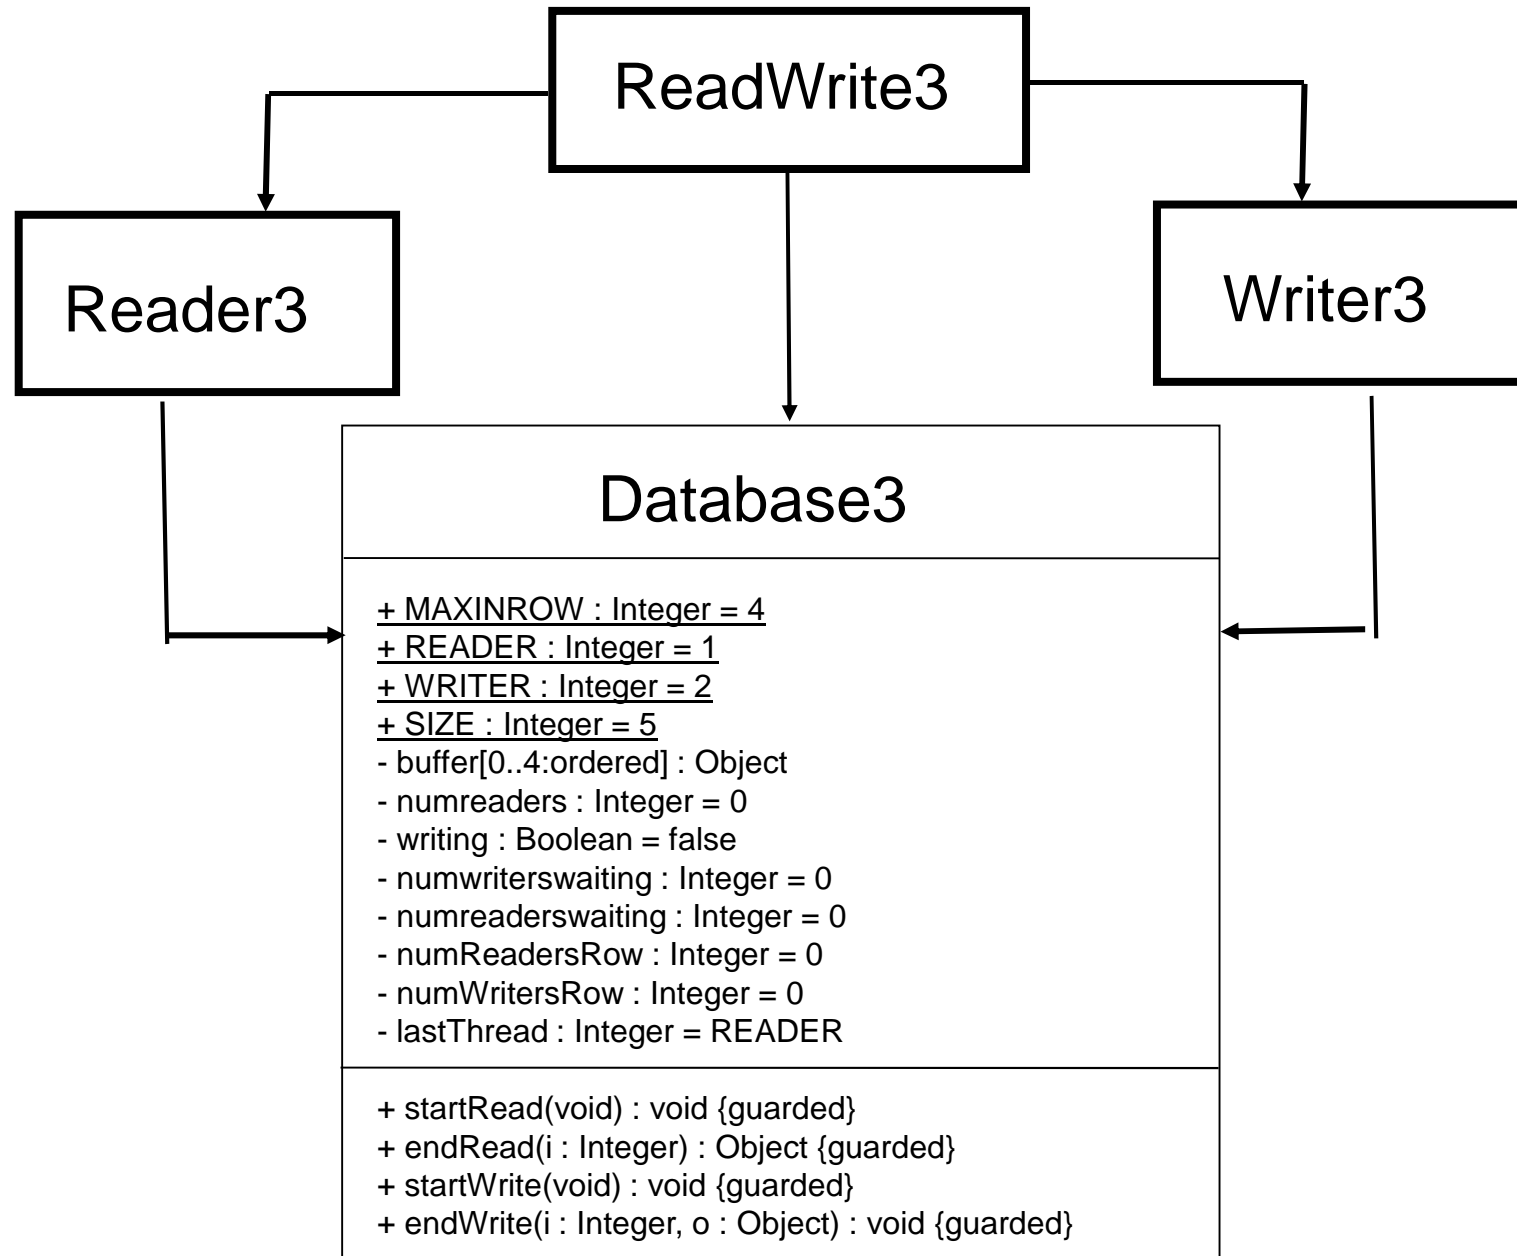 ReadWrite3
Reader3
Writer3
Database3
+ MAXINROW : Integer = 4
+ READER : Integer = 1
+ WRITER : Integer = 2
+ SIZE : Integer = 5
- buffer[0..4:ordered] : Object
- numreaders : Integer = 0
- writing : Boolean = false
- numwriterswaiting : Integer = 0
- numreaderswaiting : Integer = 0
- numReadersRow : Integer = 0
- numWritersRow : Integer = 0
- lastThread : Integer = READER
+ startRead(void) : void {guarded}
+ endRead(i : Integer) : Object {guarded}
+ startWrite(void) : void {guarded}
+ endWrite(i : Integer, o : Object) : void {guarded}